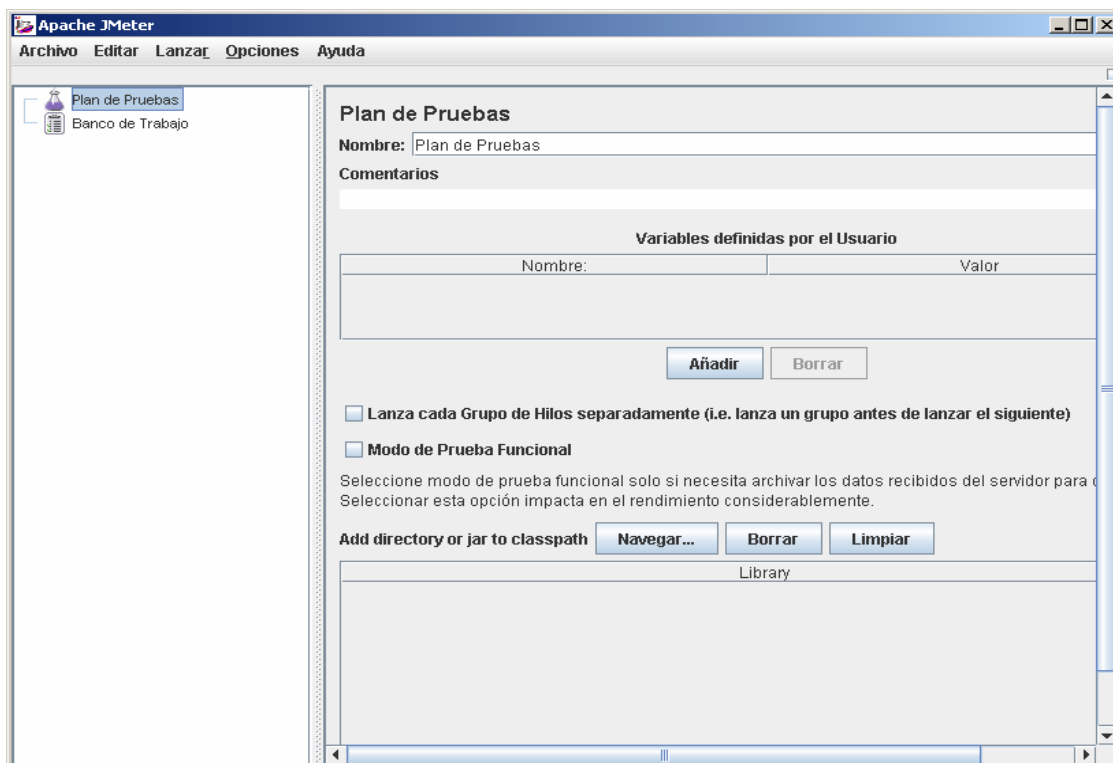 Apache JMeter
Archivo Editar Lanzar Opciones Ayuda
Plan de Pruebas
Banco de Trabajo
Plan de Pruebas
Nombre: Plan de Pruebas
Comentarios
Variables definidas por el Usuario
Nombre: Valor
Añadir Borrar
Lanza cada Grupo de Hilos separadamente (i.e. lanza un grupo antes de lanzar el siguiente)
Modo de Prueba Funcional
Seleccione modo de prueba funcional solo si necesita archivar los datos recibidos del servidor para
Seleccionar esta opción impacta en el rendimiento considerablemente.
Add directory or jar to classpath Navegar... Borrar Limpiar
Library